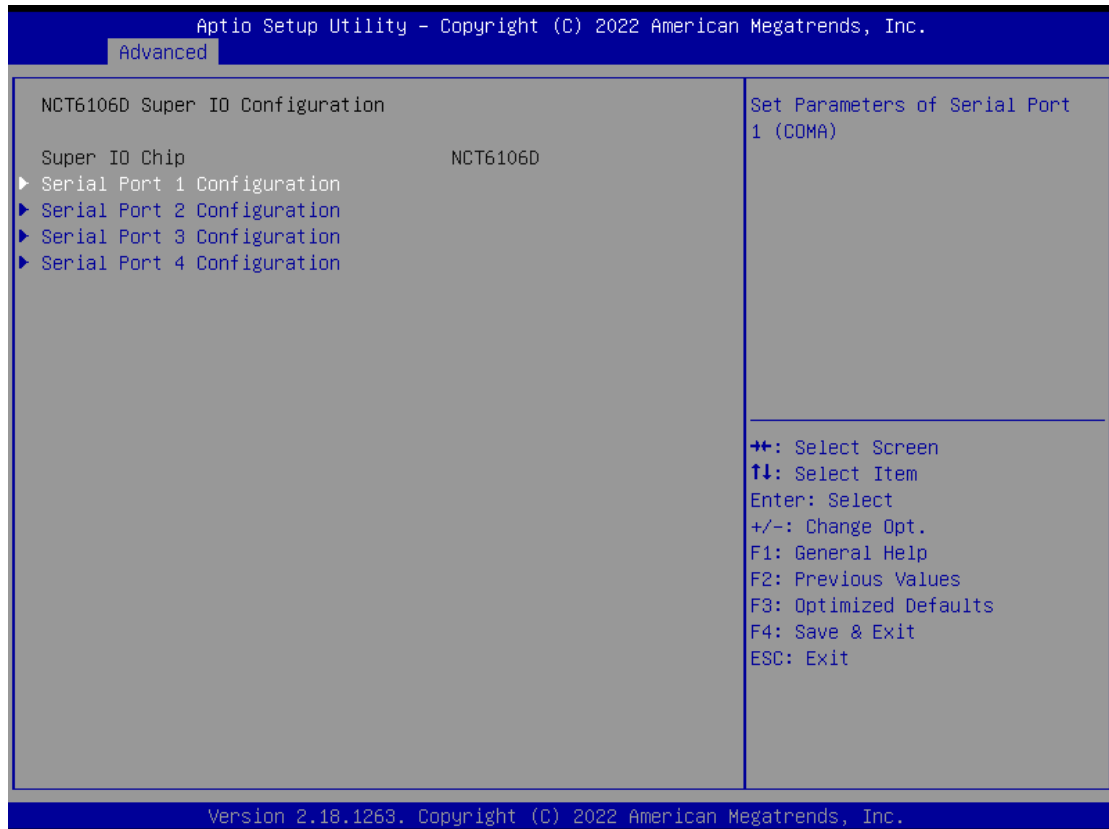 Aptio Setup Utility – Copyright (C) 2022 American Megatrends, Inc.
Advanced
NCT6106D Super IO Configuration
Super IO Chip NCT6106D
▶ Serial Port 1 Configuration
▶ Serial Port 2 Configuration
▶ Serial Port 3 Configuration
▶ Serial Port 4 Configuration
Set Parameters of Serial Port
1 (COMA)
→←: Select Screen
↑↓: Select Item
Enter: Select
+/-: Change Opt.
F1: General Help
F2: Previous Values
F3: Optimized Defaults
F4: Save & Exit
ESC: Exit
Version 2.18.1263. Copyright (C) 2022 American Megatrends, Inc.